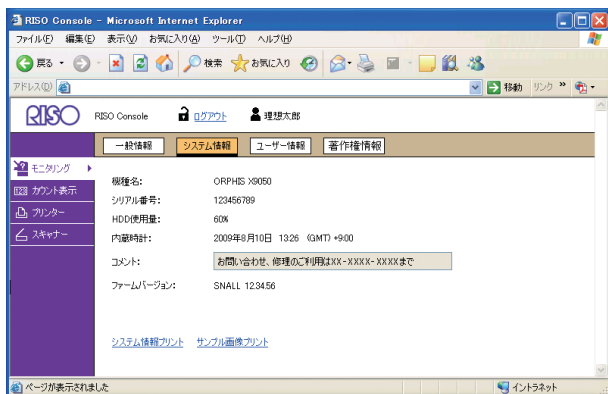 RISO Console - Microsoft Internet Explorer
ファイル(F) 編集(E) 表示(V) お気に入り(A) ツール(T) ヘルプ(H)
戻る 検索 お気に入り
アドレス(D) 移動 リンク »
RISO RISO Console ログアウト 理想太郎
一般情報 システム情報 ユーザー情報 著作権情報
モニタリング
カウント表示
プリンター
スキャナー
機種名: ORPHIS X9050
シリアル番号: 123456789
HDD使用量: 60%
内蔵時計: 2009年8月10日 13:26 (GMT) +9:00
コメント: お問い合わせ、修理のご利用はXX-XXXX-XXXXまで
ファームバージョン: SNALL 12.34.56
システム情報プリント サンプル画像プリント
ページが表示されました イントラネット